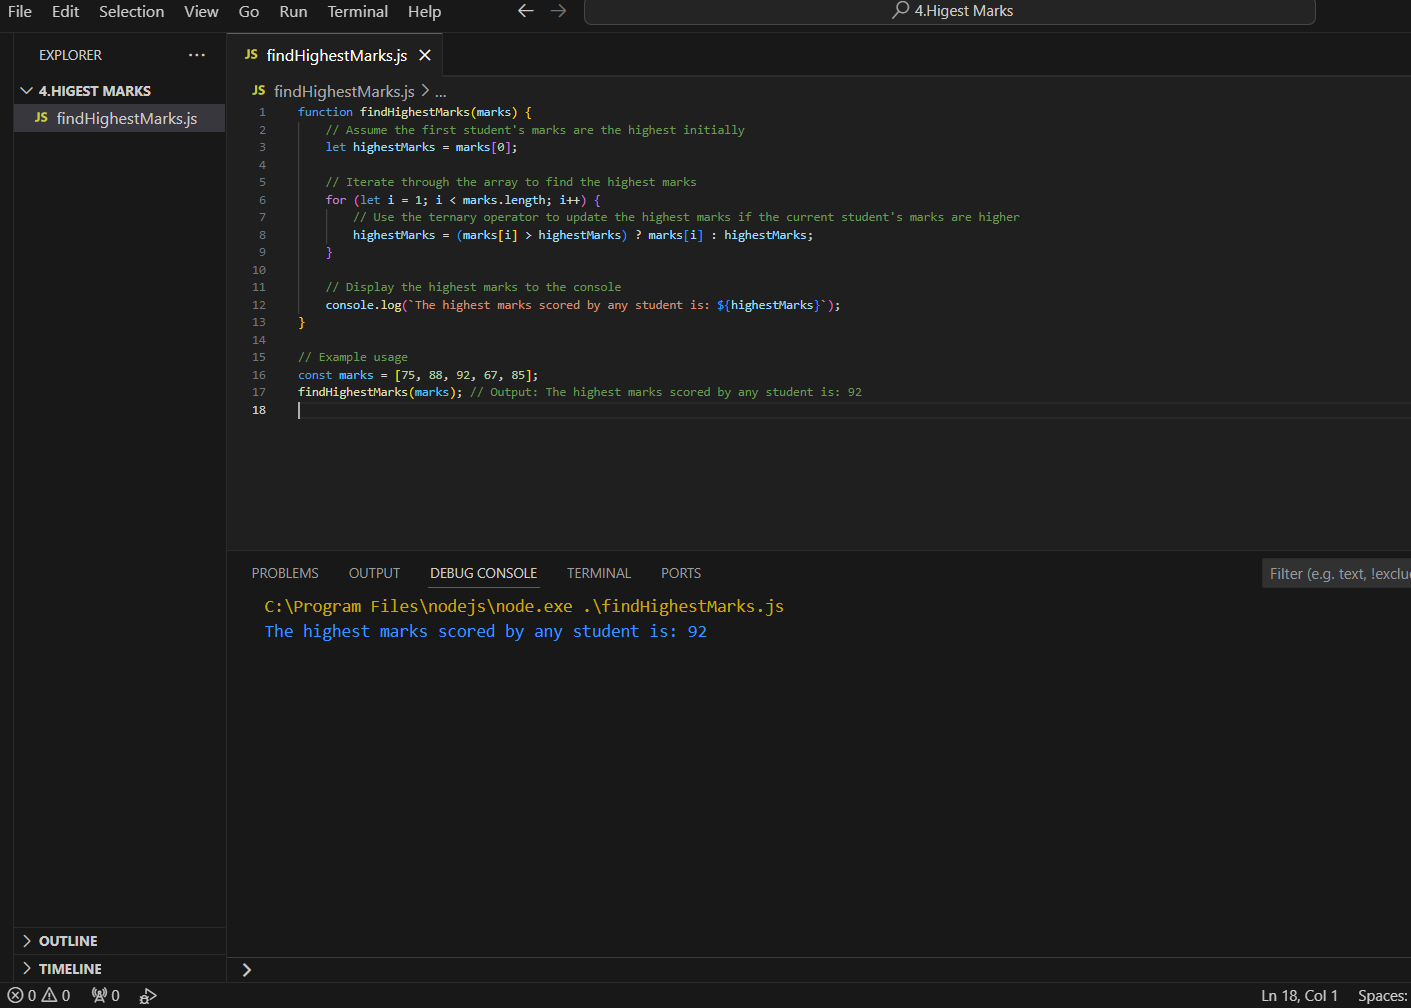 File Edit Selection View Go Run Terminal Help
4.Higest Marks
EXPLORER
4.HIGEST MARKS
JS findHighestMarks.js
JS findHighestMarks.js
JS findHighestMarks.js > ...
1 function findHighestMarks(marks) {
2 // Assume the first student's marks are the highest initially
3 let highestMarks = marks[0];
4
5 // Iterate through the array to find the highest marks
6 for (let i = 1; i < marks.length; i++) {
7 // Use the ternary operator to update the highest marks if the current student's marks are higher
8 highestMarks = (marks[i] > highestMarks) ? marks[i] : highestMarks;
9 }
10
11 // Display the highest marks to the console
12 console.log(`The highest marks scored by any student is: ${highestMarks}`);
13 }
14
15 // Example usage
16 const marks = [75, 88, 92, 67, 85];
17 findHighestMarks(marks); // Output: The highest marks scored by any student is: 92
18
PROBLEMS OUTPUT DEBUG CONSOLE TERMINAL PORTS
Filter (e.g. text, !exclu
C:\Program Files\nodejs\node.exe .\findHighestMarks.js
The highest marks scored by any student is: 92
OUTLINE
TIMELINE
0 0 0
Ln 18, Col 1 Spaces: